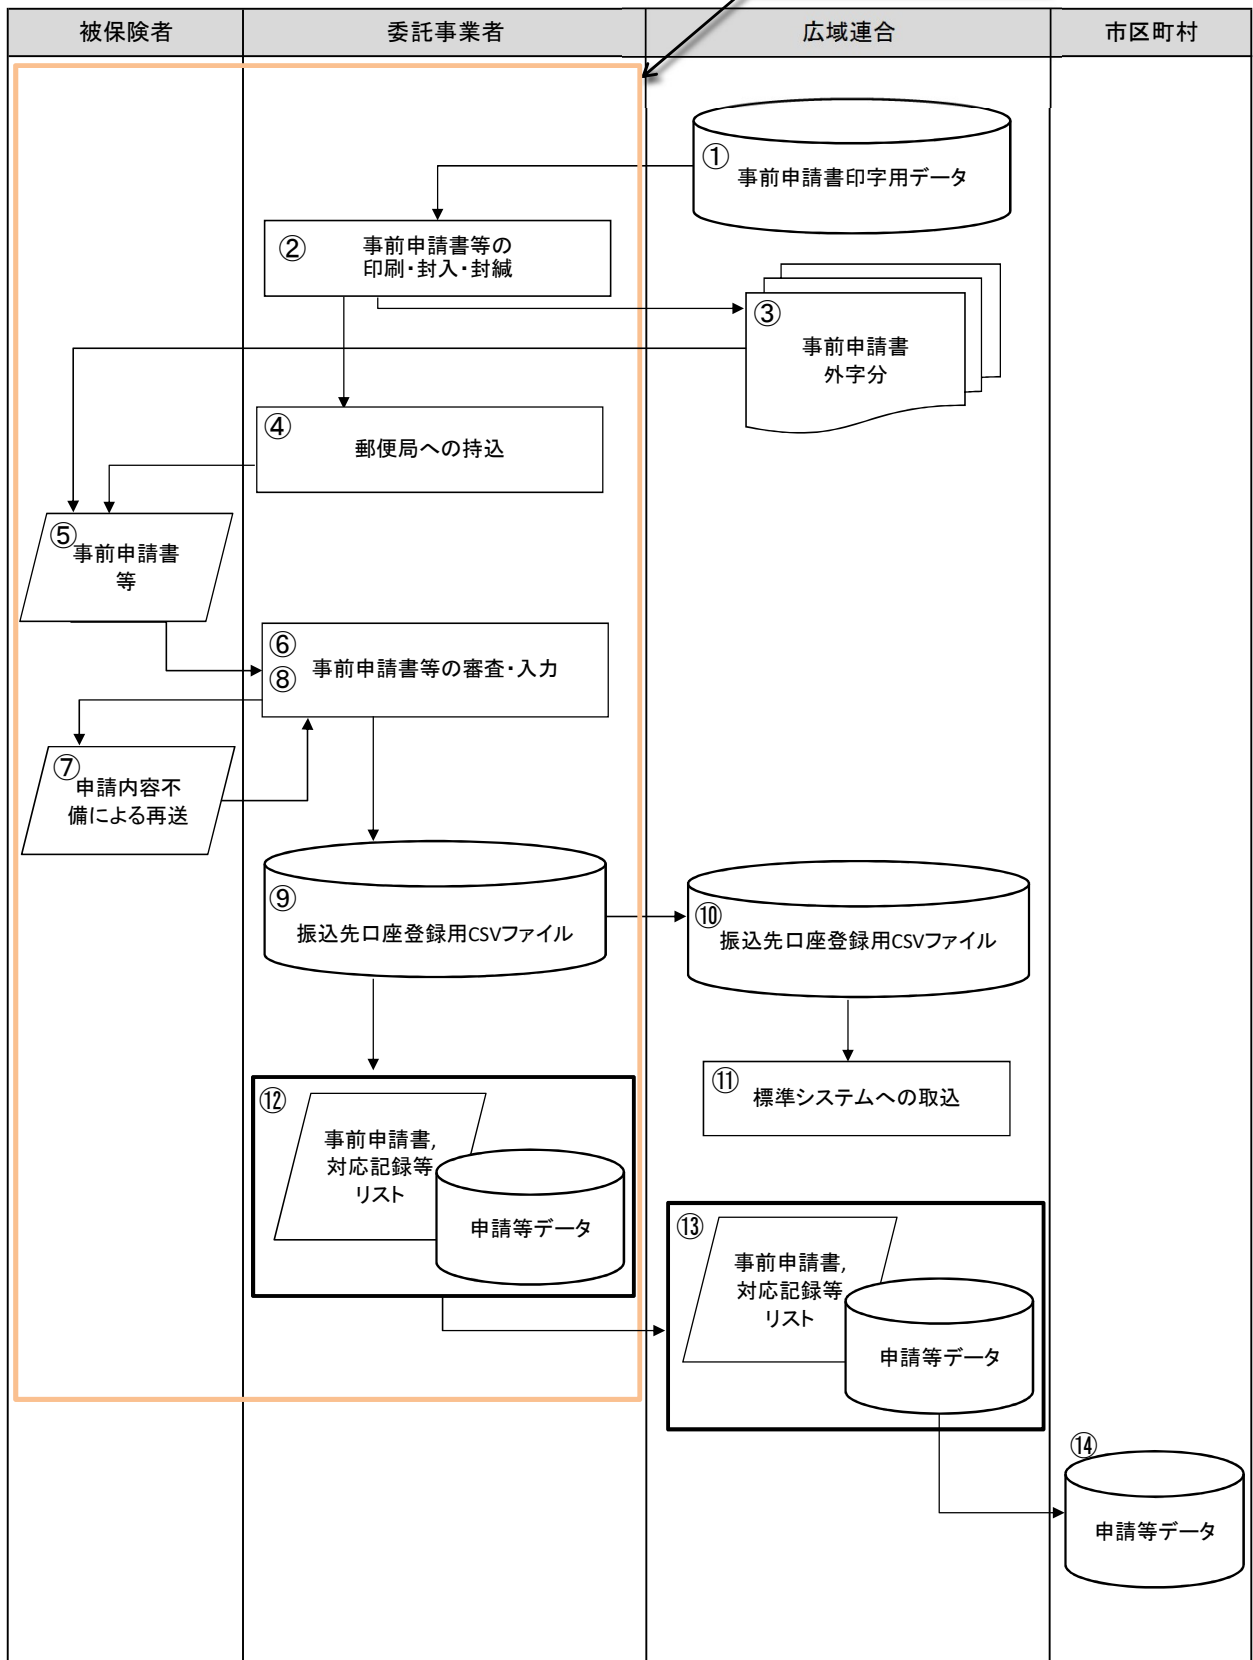 被保険者
委託事業者
広域連合
市区町村
①
事前申請書印字用データ
②
事前申請書等の
印刷・封入・封緘
③
事前申請書
外字分
④
郵便局への持込
⑤
事前申請書
等
⑥
⑧
事前申請書等の審査・入力
⑦
申請内容不
備による再送
⑨
振込先口座登録用CSVファイル
⑩
振込先口座登録用CSVファイル
⑪
標準システムへの取込
⑫
事前申請書,
対応記録等
リスト
申請等データ
⑬
事前申請書,
対応記録等
リスト
申請等データ
⑭
申請等データ